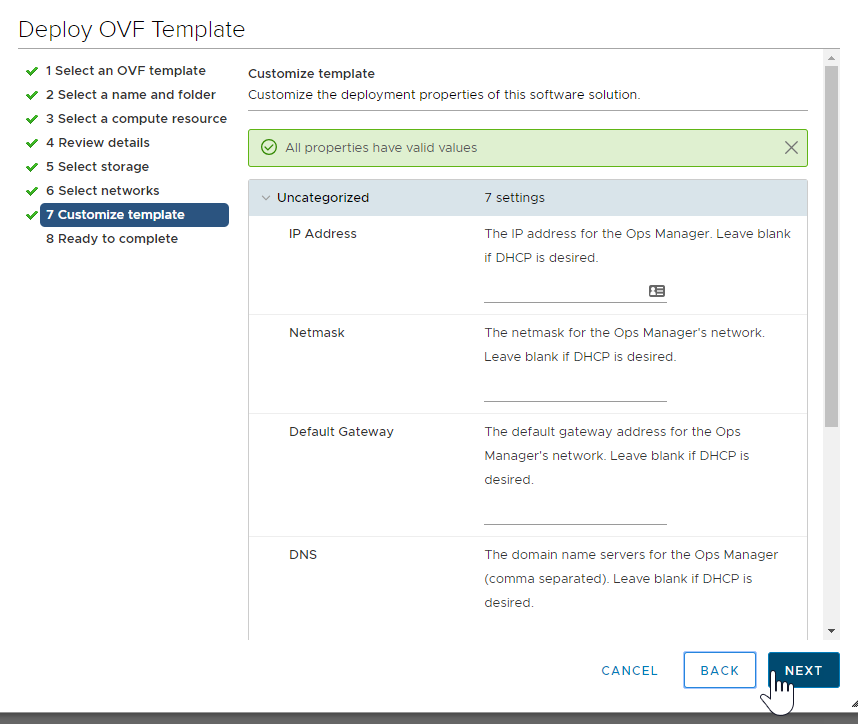 Deploy OVF Template
1 Select an OVF template
2 Select a name and folder
3 Select a compute resource
4 Review details
5 Select storage
6 Select networks
7 Customize template
8 Ready to complete
Customize template
Customize the deployment properties of this software solution.
All properties have valid values
Uncategorized 7 settings
IP Address The IP address for the Ops Manager. Leave blank
if DHCP is desired.
Netmask The netmask for the Ops Manager's network.
Leave blank if DHCP is desired.
Default Gateway The default gateway address for the Ops
Manager's network. Leave blank if DHCP is
desired.
DNS The domain name servers for the Ops Manager
(comma separated). Leave blank if DHCP is
desired.
CANCEL BACK NEXT